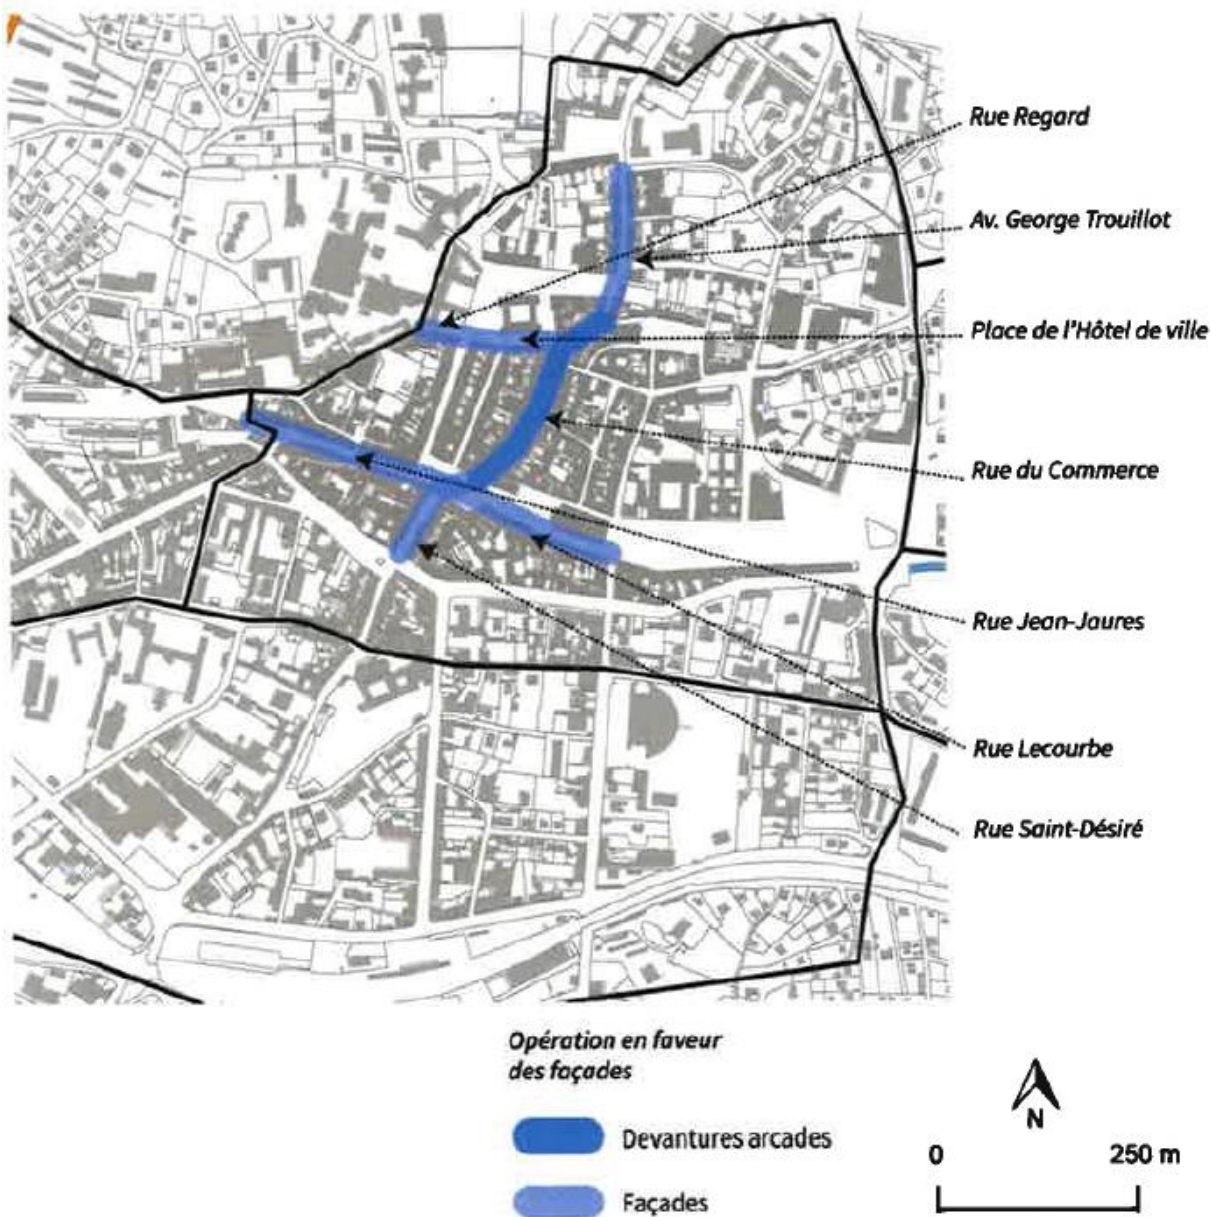 Rue Regard
Av. George Trouillot
Place de l'Hôtel de ville
Rue du Commerce
Rue Jean-Jaures
Rue Lecourbe
Rue Saint-Désiré
Opération en faveur
des façades
Devantures arcades
Façades
N
0 250 m